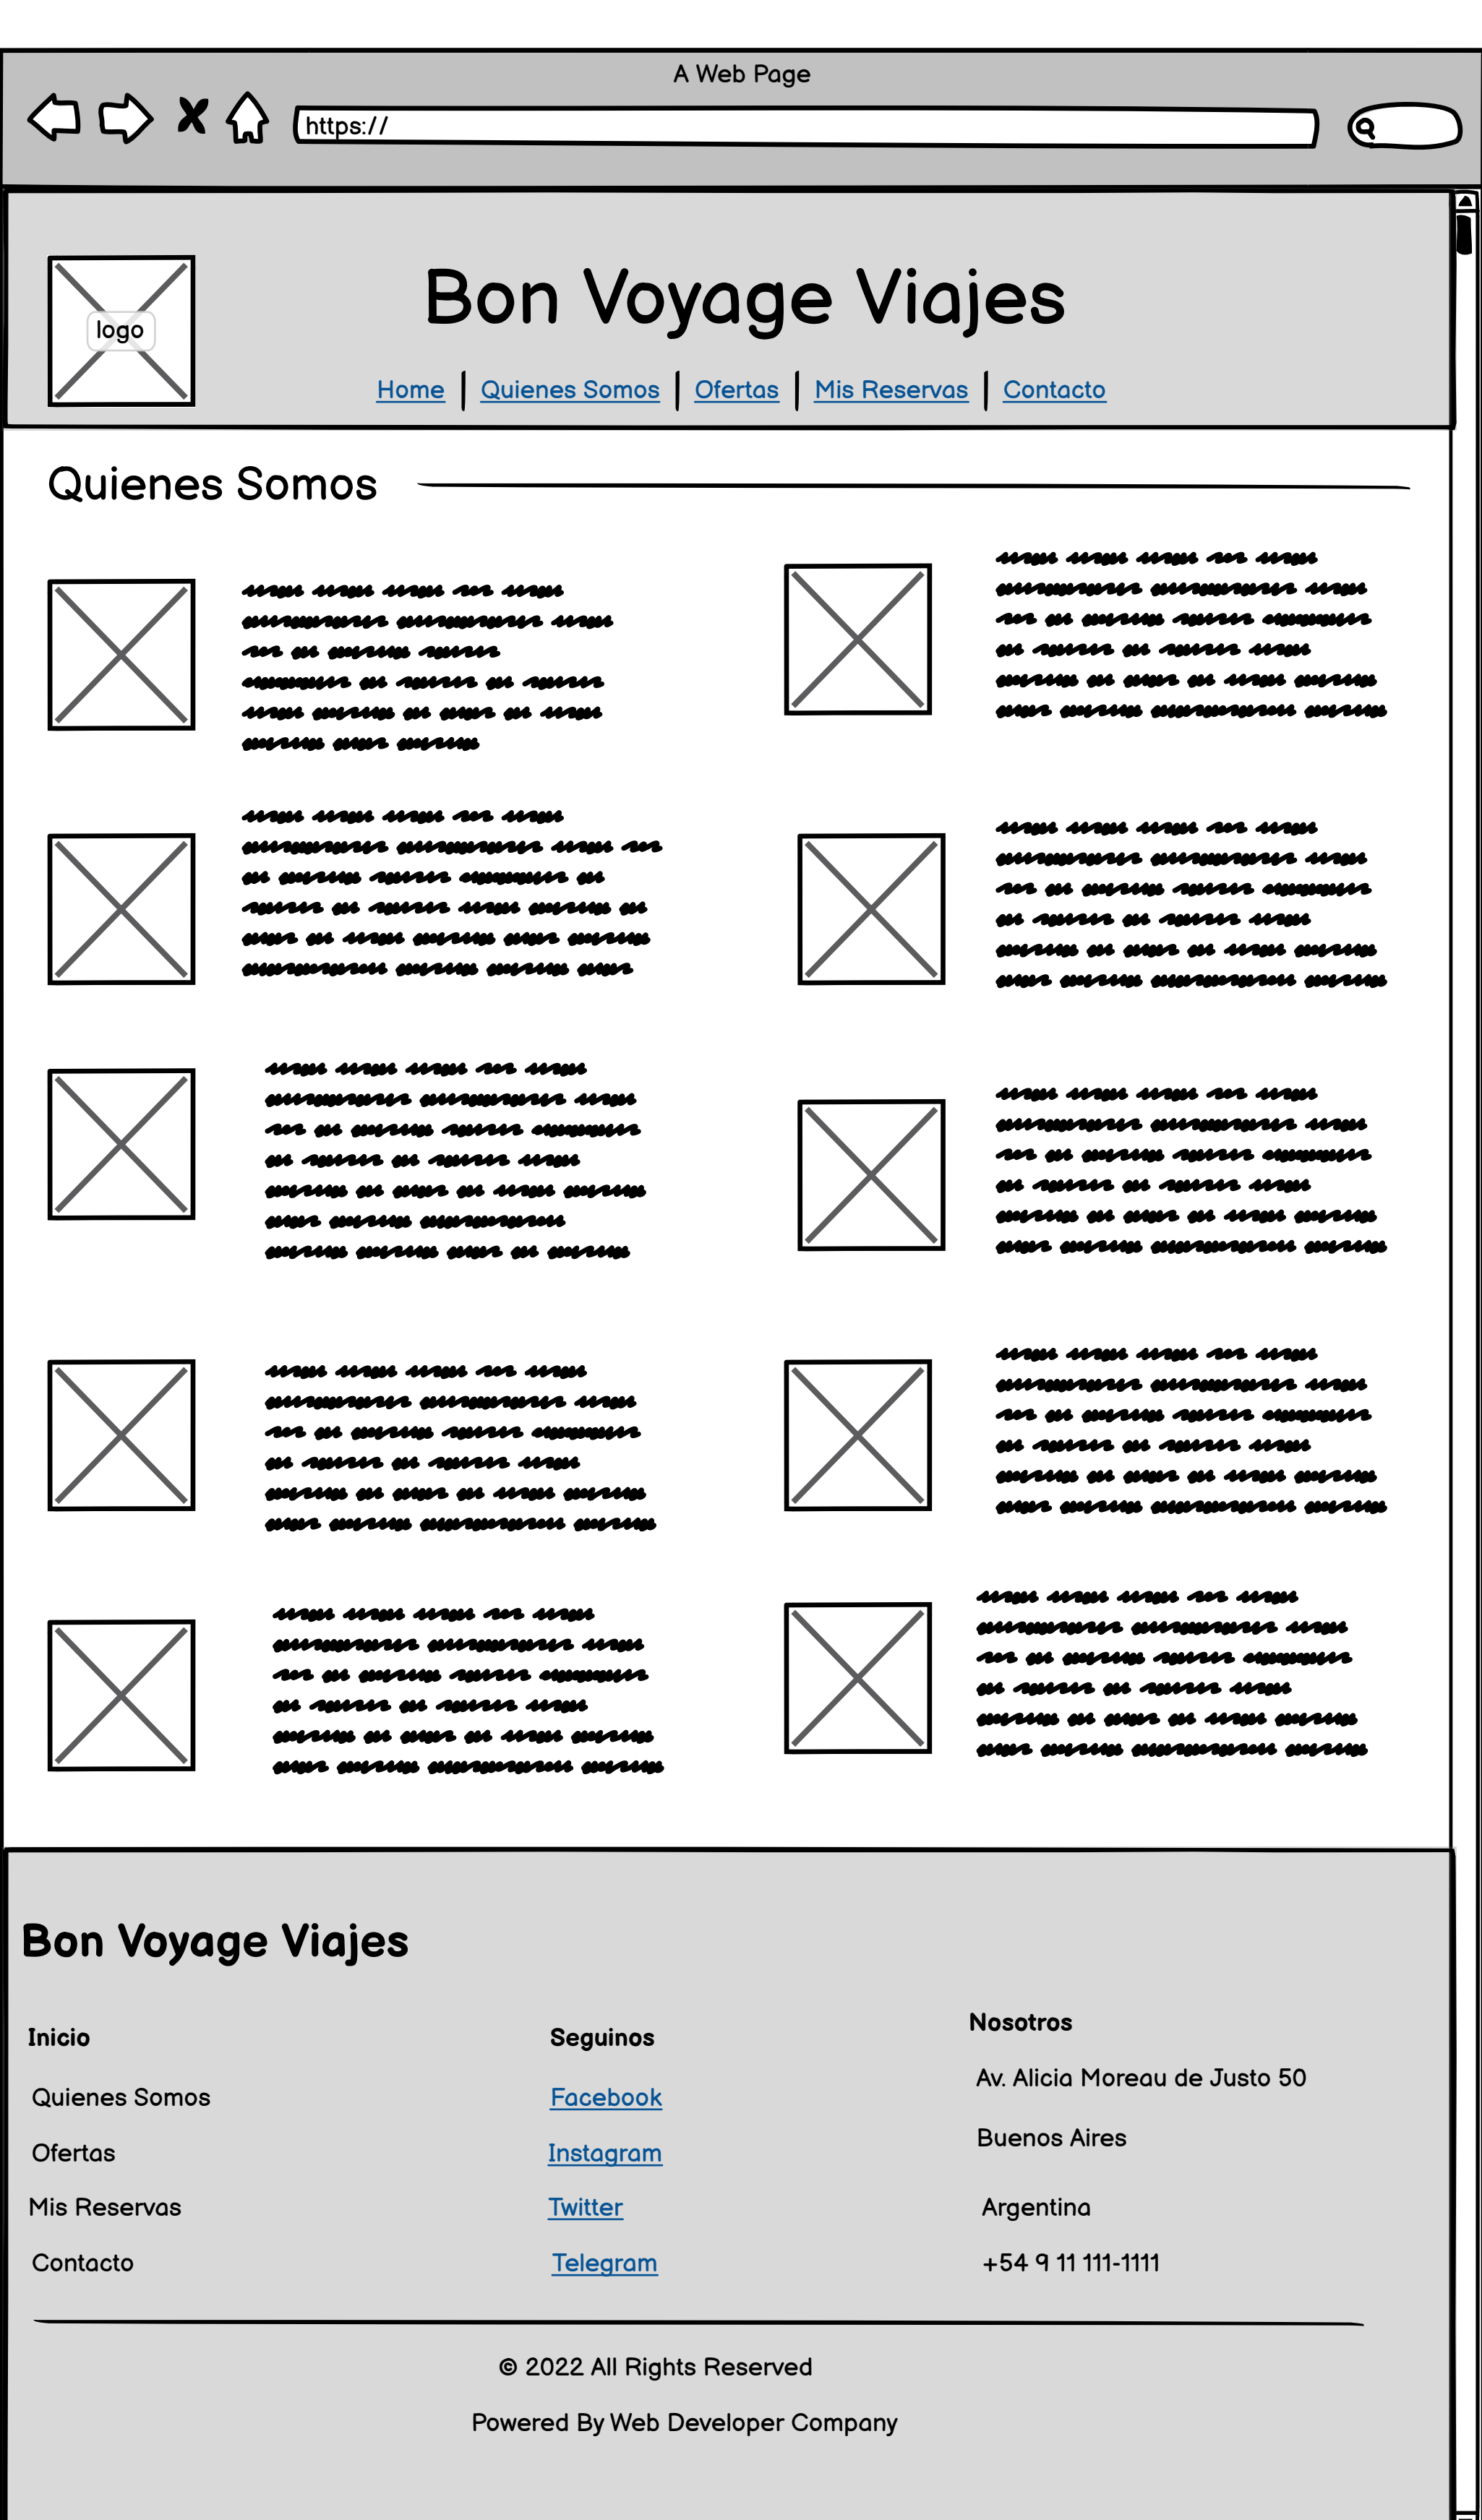 A Web Page
https://
logo
Bon Voyage Viajes
Home | Quienes Somos | Ofertas | Mis Reservas | Contacto
Quienes Somos
Bon Voyage Viajes
Inicio
Quienes Somos
Ofertas
Mis Reservas
Contacto
Seguinos
Facebook
Instagram
Twitter
Telegram
Nosotros
Av. Alicia Moreau de Justo 50
Buenos Aires
Argentina
+54 9 11 111-1111
© 2022 All Rights Reserved
Powered By Web Developer Company